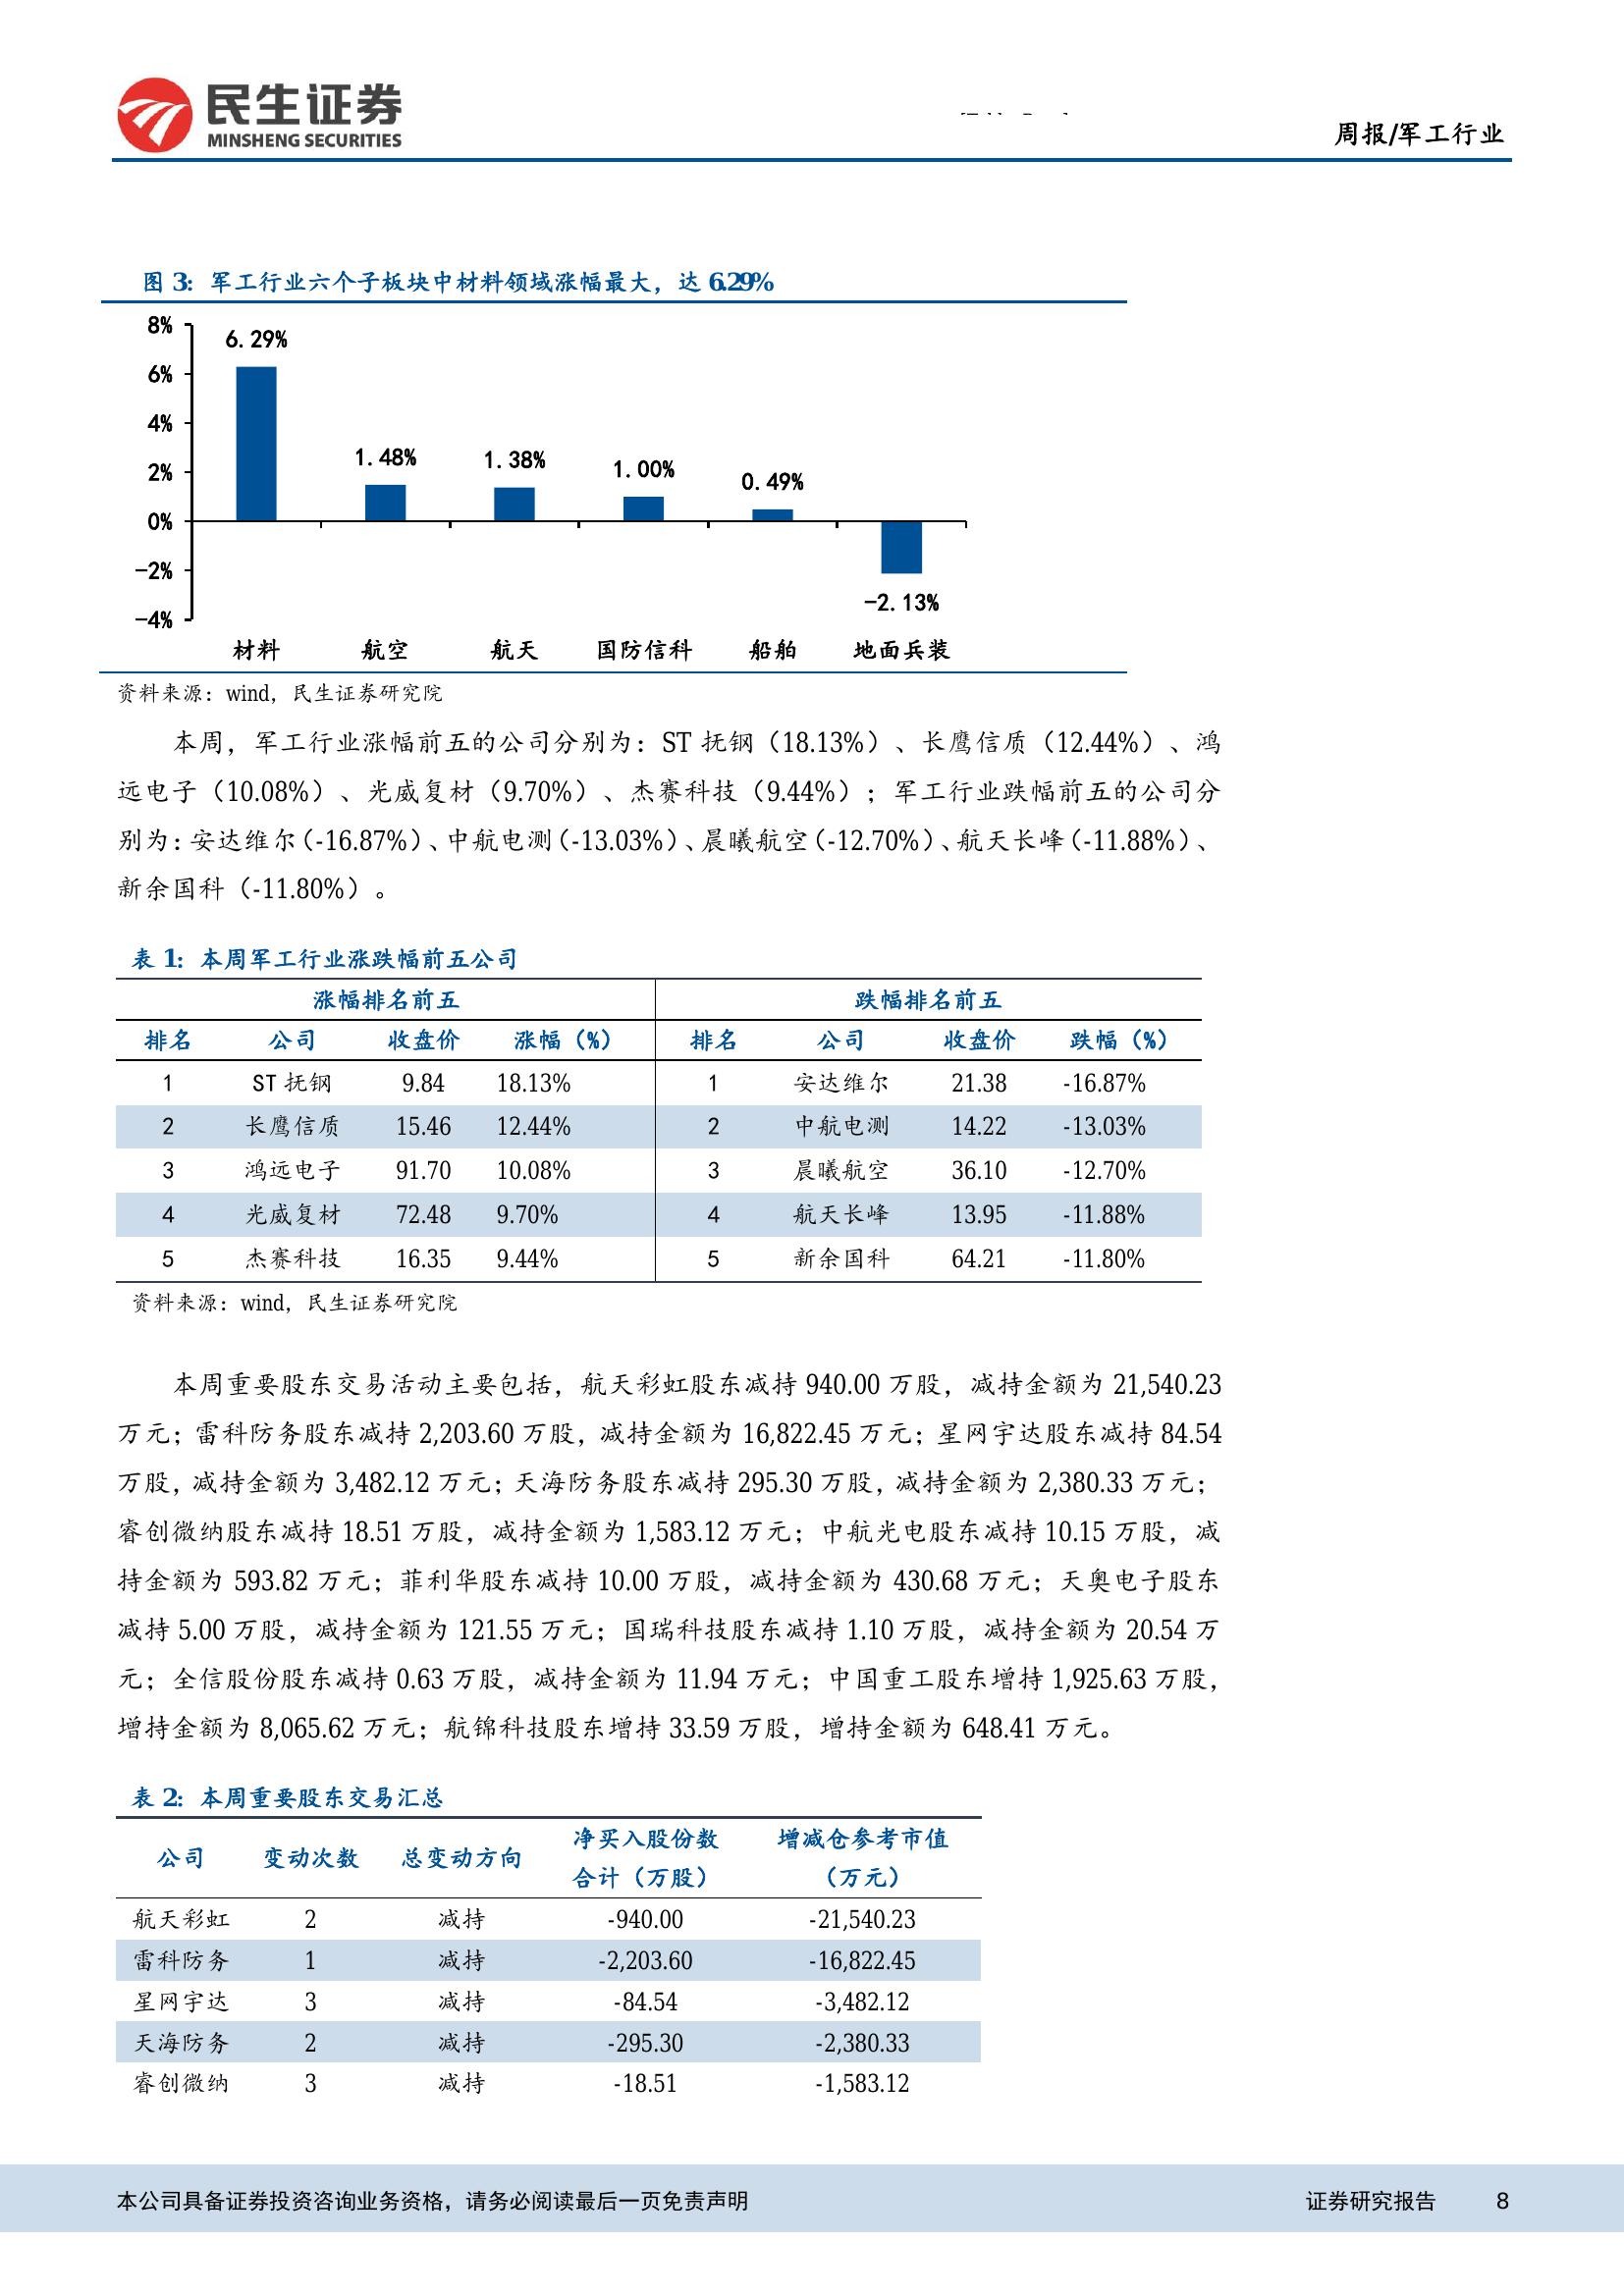 民生证券
MINSHENG SECURITIES
周报/军工行业
图 3：军工行业六个子板块中材料领域涨幅最大，达 6.29%
8%
6%
4%
2%
0%
-2%
-4%
6.29%
1.48%
1.38%
1.00%
0.49%
-2.13%
材料 航空 航天 国防信科 船舶 地面兵装
资料来源：wind，民生证券研究院
本周，军工行业涨幅前五的公司分别为：ST 抚钢（18.13%）、长鹰信质（12.44%）、鸿
远电子（10.08%）、光威复材（9.70%）、杰赛科技（9.44%）；军工行业跌幅前五的公司分
别为：安达维尔（-16.87%）、中航电测（-13.03%）、晨曦航空（-12.70%）、航天长峰（-11.88%）、
新余国科（-11.80%）。
表 1：本周军工行业涨跌幅前五公司
涨幅排名前五 跌幅排名前五
排名 公司 收盘价 涨幅（%） 排名 公司 收盘价 跌幅（%）
1 ST 抚钢 9.84 18.13% 1 安达维尔 21.38 -16.87%
2 长鹰信质 15.46 12.44% 2 中航电测 14.22 -13.03%
3 鸿远电子 91.70 10.08% 3 晨曦航空 36.10 -12.70%
4 光威复材 72.48 9.70% 4 航天长峰 13.95 -11.88%
5 杰赛科技 16.35 9.44% 5 新余国科 64.21 -11.80%
资料来源：wind，民生证券研究院
本周重要股东交易活动主要包括，航天彩虹股东减持 940.00 万股，减持金额为 21,540.23
万元；雷科防务股东减持 2,203.60 万股，减持金额为 16,822.45 万元；星网宇达股东减持 84.54
万股，减持金额为 3,482.12 万元；天海防务股东减持 295.30 万股，减持金额为 2,380.33 万元；
睿创微纳股东减持 18.51 万股，减持金额为 1,583.12 万元；中航光电股东减持 10.15 万股，减
持金额为 593.82 万元；菲利华股东减持 10.00 万股，减持金额为 430.68 万元；天奥电子股东
减持 5.00 万股，减持金额为 121.55 万元；国瑞科技股东减持 1.10 万股，减持金额为 20.54 万
元；全信股份股东减持 0.63 万股，减持金额为 11.94 万元；中国重工股东增持 1,925.63 万股，
增持金额为 8,065.62 万元；航锦科技股东增持 33.59 万股，增持金额为 648.41 万元。
表 2：本周重要股东交易汇总
公司 变动次数 总变动方向 净买入股份数合计（万股） 增减仓参考市值（万元）
航天彩虹 2 减持 -940.00 -21,540.23
雷科防务 1 减持 -2,203.60 -16,822.45
星网宇达 3 减持 -84.54 -3,482.12
天海防务 2 减持 -295.30 -2,380.33
睿创微纳 3 减持 -18.51 -1,583.12
本公司具备证券投资咨询业务资格，请务必阅读最后一页免责声明 证券研究报告 8